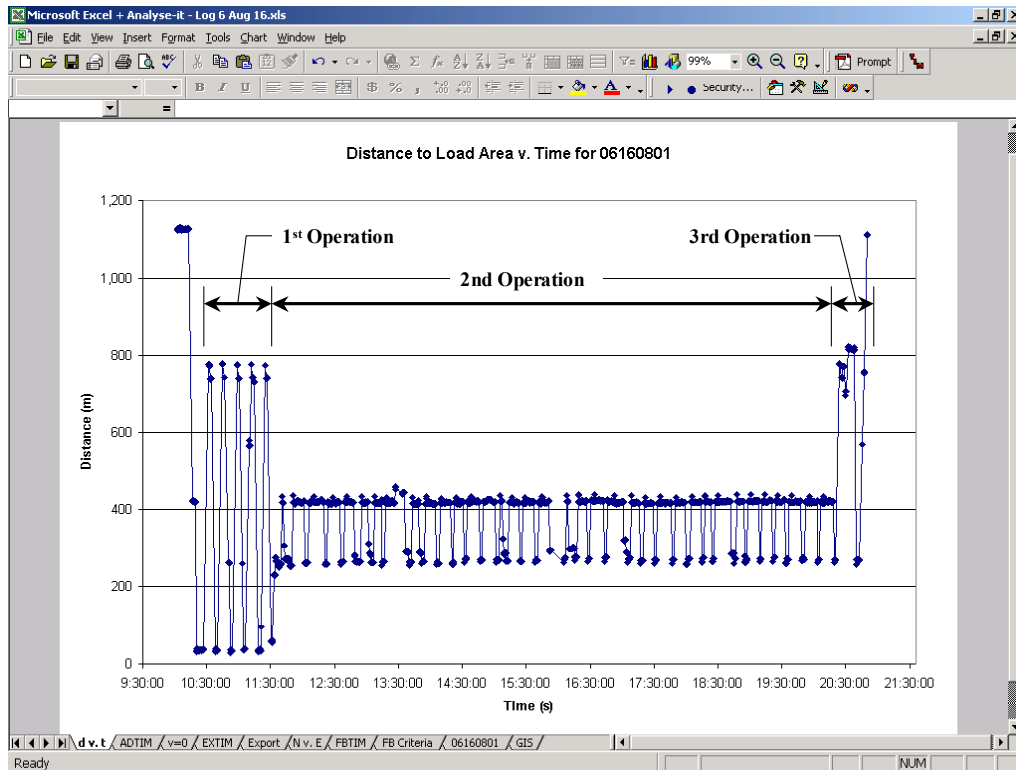 Microsoft Excel + Analyse-it - Log 6 Aug 16.xls
File Edit View Insert Format Tools Chart Window Help
99% Prompt
B I U $ % , Security...
=
Distance to Load Area v. Time for 06160801
1,200
1,000
800
600
400
200
0
Distance (m)
1st Operation
3rd Operation
2nd Operation
9:30:00 10:30:00 11:30:00 12:30:00 13:30:00 14:30:00 15:30:00 16:30:00 17:30:00 18:30:00 19:30:00 20:30:00 21:30:00
Time (s)
d v. t / ADTIM / v=0 / EXTIM / Export / N v. E / FBTIM / FB Criteria / 06160801 / GIS /
Ready NUM